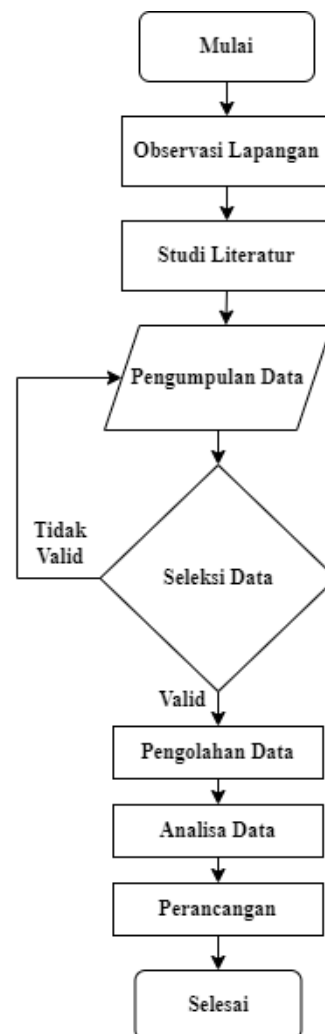 Mulai
Observasi Lapangan
Studi Literatur
Pengumpulan Data
Tidak
Valid
Seleksi Data
Valid
Pengolahan Data
Analisa Data
Perancangan
Selesai